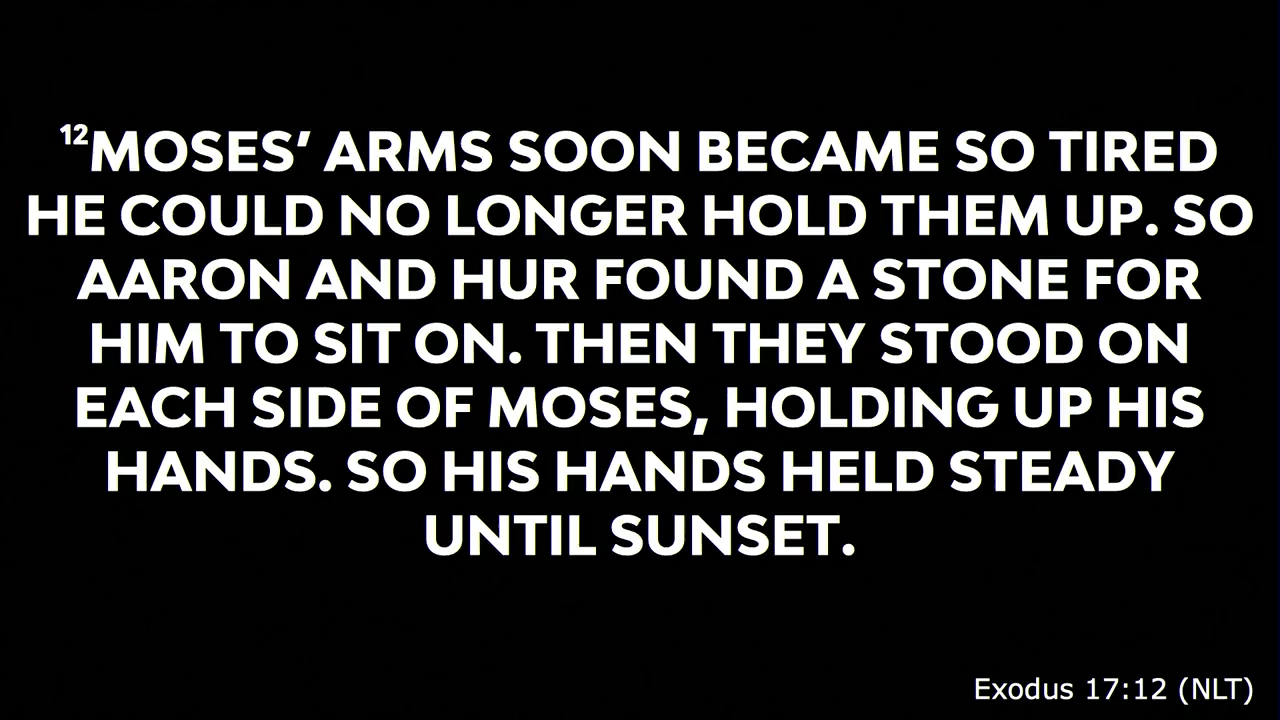 ¹²MOSES’ ARMS SOON BECAME SO TIRED
HE COULD NO LONGER HOLD THEM UP. SO
AARON AND HUR FOUND A STONE FOR
HIM TO SIT ON. THEN THEY STOOD ON
EACH SIDE OF MOSES, HOLDING UP HIS
HANDS. SO HIS HANDS HELD STEADY
UNTIL SUNSET.
Exodus 17:12 (NLT)